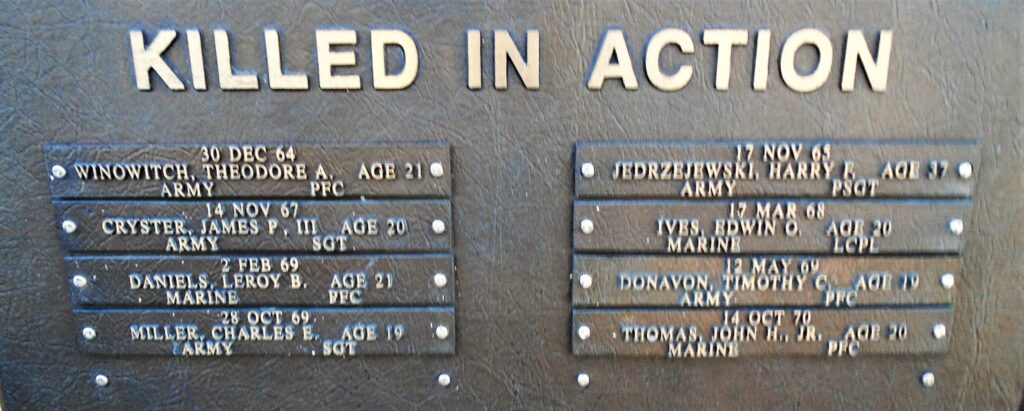 KILLED IN ACTION
30 DEC 64
WINOWITCH, THEODORE A. AGE 21
ARMY PFC
14 NOV 67
CRYSTER, JAMES P., III AGE 20
ARMY SGT
2 FEB 69
DANIELS, LEROY B. AGE 21
MARINE PFC
28 OCT 69
MILLER, CHARLES E. AGE 19
ARMY SGT
17 NOV 65
JEDRZEJEWSKI, HARRY F. AGE 37
ARMY PSGT
17 MAR 68
IVES, EDWIN O. AGE 20
MARINE LCPL
12 MAY 69
DONAVON, TIMOTHY C. AGE 19
ARMY PFC
14 OCT 70
THOMAS, JOHN H., JR. AGE 20
MARINE PFC